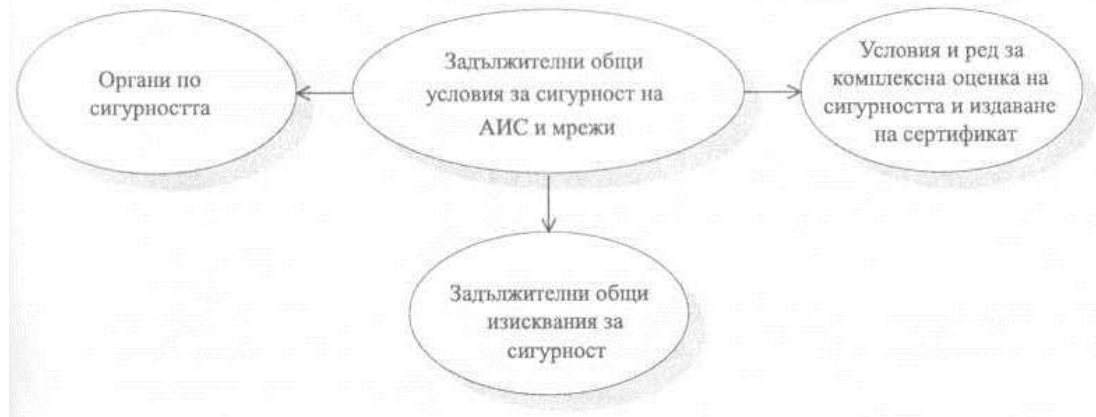 Органи по
сигурността
Задължителни общи
условия за сигурност на
АИС и мрежи
Условия и ред за
комплексна оценка на
сигурността и издаване
на сертификат
Задължителни общи
изисквания за
сигурност